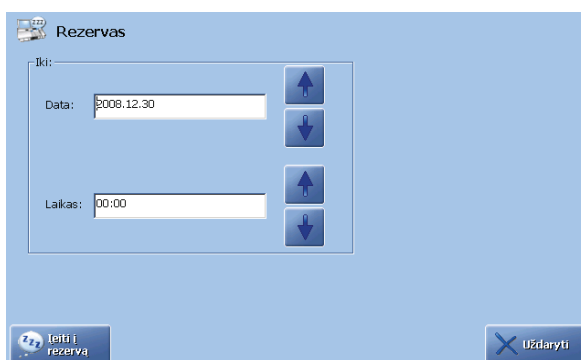 Rezervas
Iki:
Data:
2008.12.30
Laikas:
00:00
Įeiti į
rezervą
Uždaryti